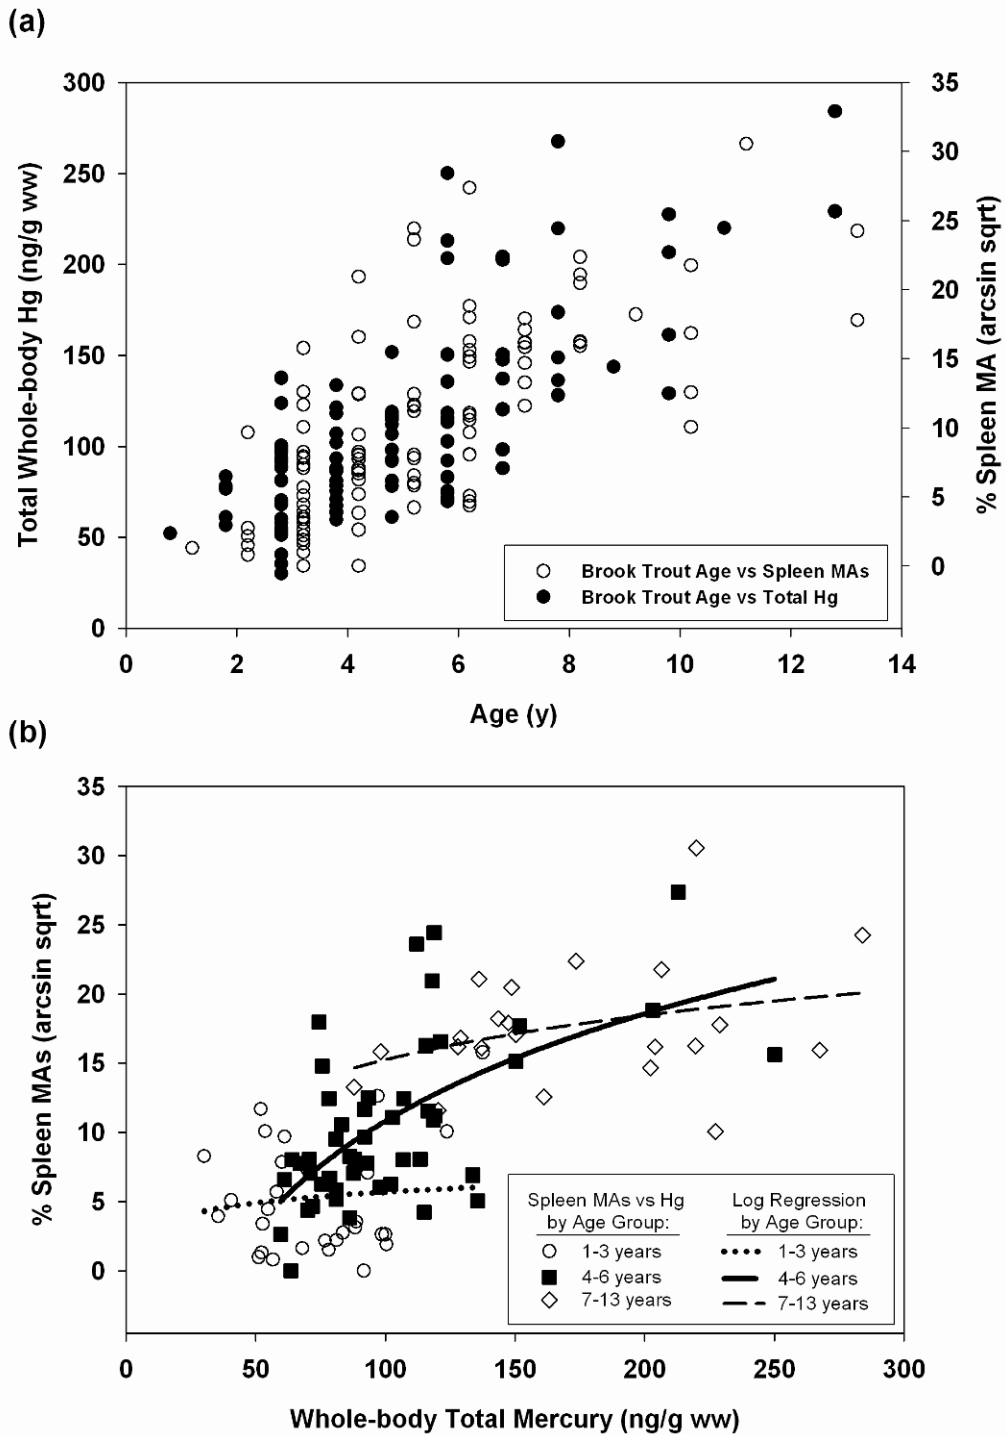 (a)
Total Whole-body Hg (ng/g ww)
300
250
200
150
100
50
0
35
30
25
20
15
10
5
0
% Spleen MA (arcsin sqrt)
Brook Trout Age vs Spleen MAs
Brook Trout Age vs Total Hg
0 2 4 6 8 10 12 14
Age (y)
(b)
% Spleen MAs (arcsin sqrt)
35
30
25
20
15
10
5
0
Spleen MAs vs Hg
by Age Group:
1-3 years
4-6 years
7-13 years
Log Regression
by Age Group:
1-3 years
4-6 years
7-13 years
0 50 100 150 200 250 300
Whole-body Total Mercury (ng/g ww)